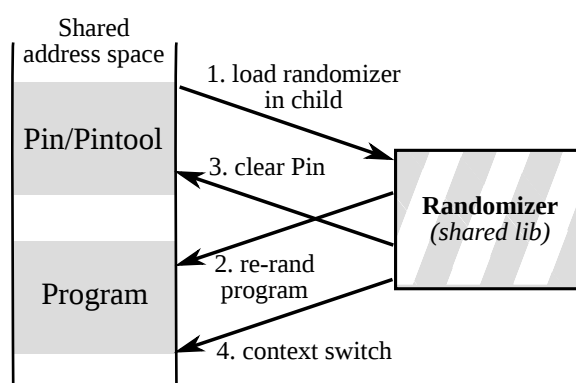 Shared
address space
1. load randomizer
in child
Pin/Pintool
3. clear Pin
Randomizer
(shared lib)
2. re-rand
program
Program
4. context switch